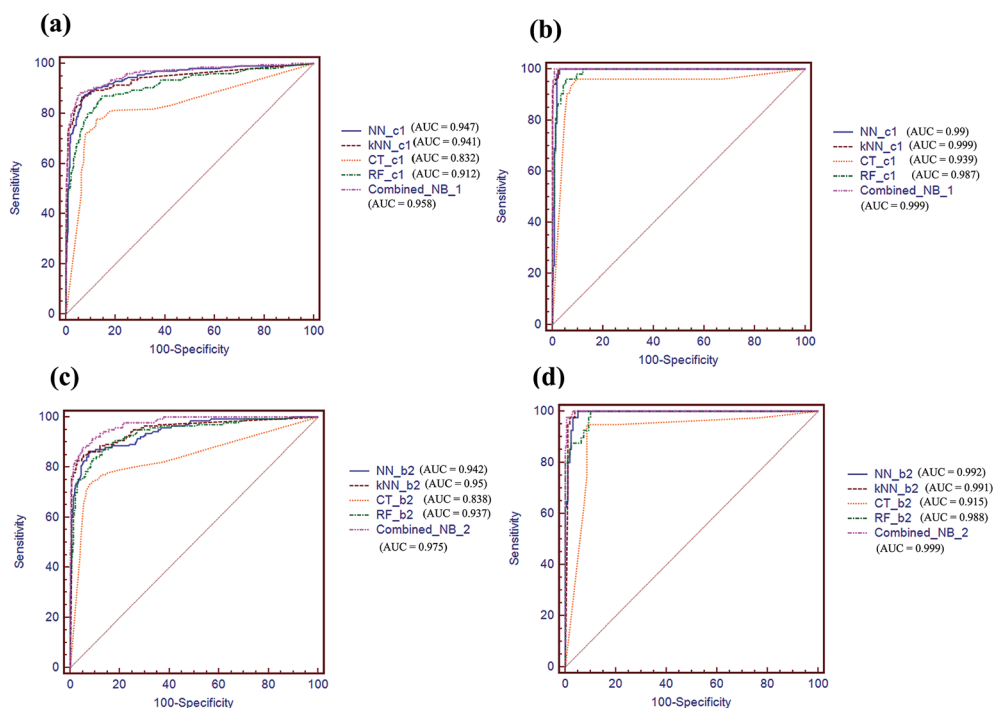 (a)
100
80
60
40
20
0
Sensitivity
0 20 40 60 80 100
100-Specificity
NN_c1 (AUC = 0.947)
kNN_c1 (AUC = 0.941)
CT_c1 (AUC = 0.832)
RF_c1 (AUC = 0.912)
Combined_NB_1
(AUC = 0.958)
(b)
100
80
60
40
20
0
Sensitivity
0 20 40 60 80 100
100-Specificity
NN_c1 (AUC = 0.99)
kNN_c1 (AUC = 0.999)
CT_c1 (AUC = 0.939)
RF_c1 (AUC = 0.987)
Combined_NB_1
(AUC = 0.999)
(c)
100
80
60
40
20
0
Sensitivity
0 20 40 60 80 100
100-Specificity
NN_b2 (AUC = 0.942)
kNN_b2 (AUC = 0.95)
CT_b2 (AUC = 0.838)
RF_b2 (AUC = 0.937)
Combined_NB_2
(AUC = 0.975)
(d)
100
80
60
40
20
0
Sensitivity
0 20 40 60 80 100
100-Specificity
NN_b2 (AUC = 0.992)
kNN_b2 (AUC = 0.991)
CT_b2 (AUC = 0.915)
RF_b2 (AUC = 0.988)
Combined_NB_2
(AUC = 0.999)